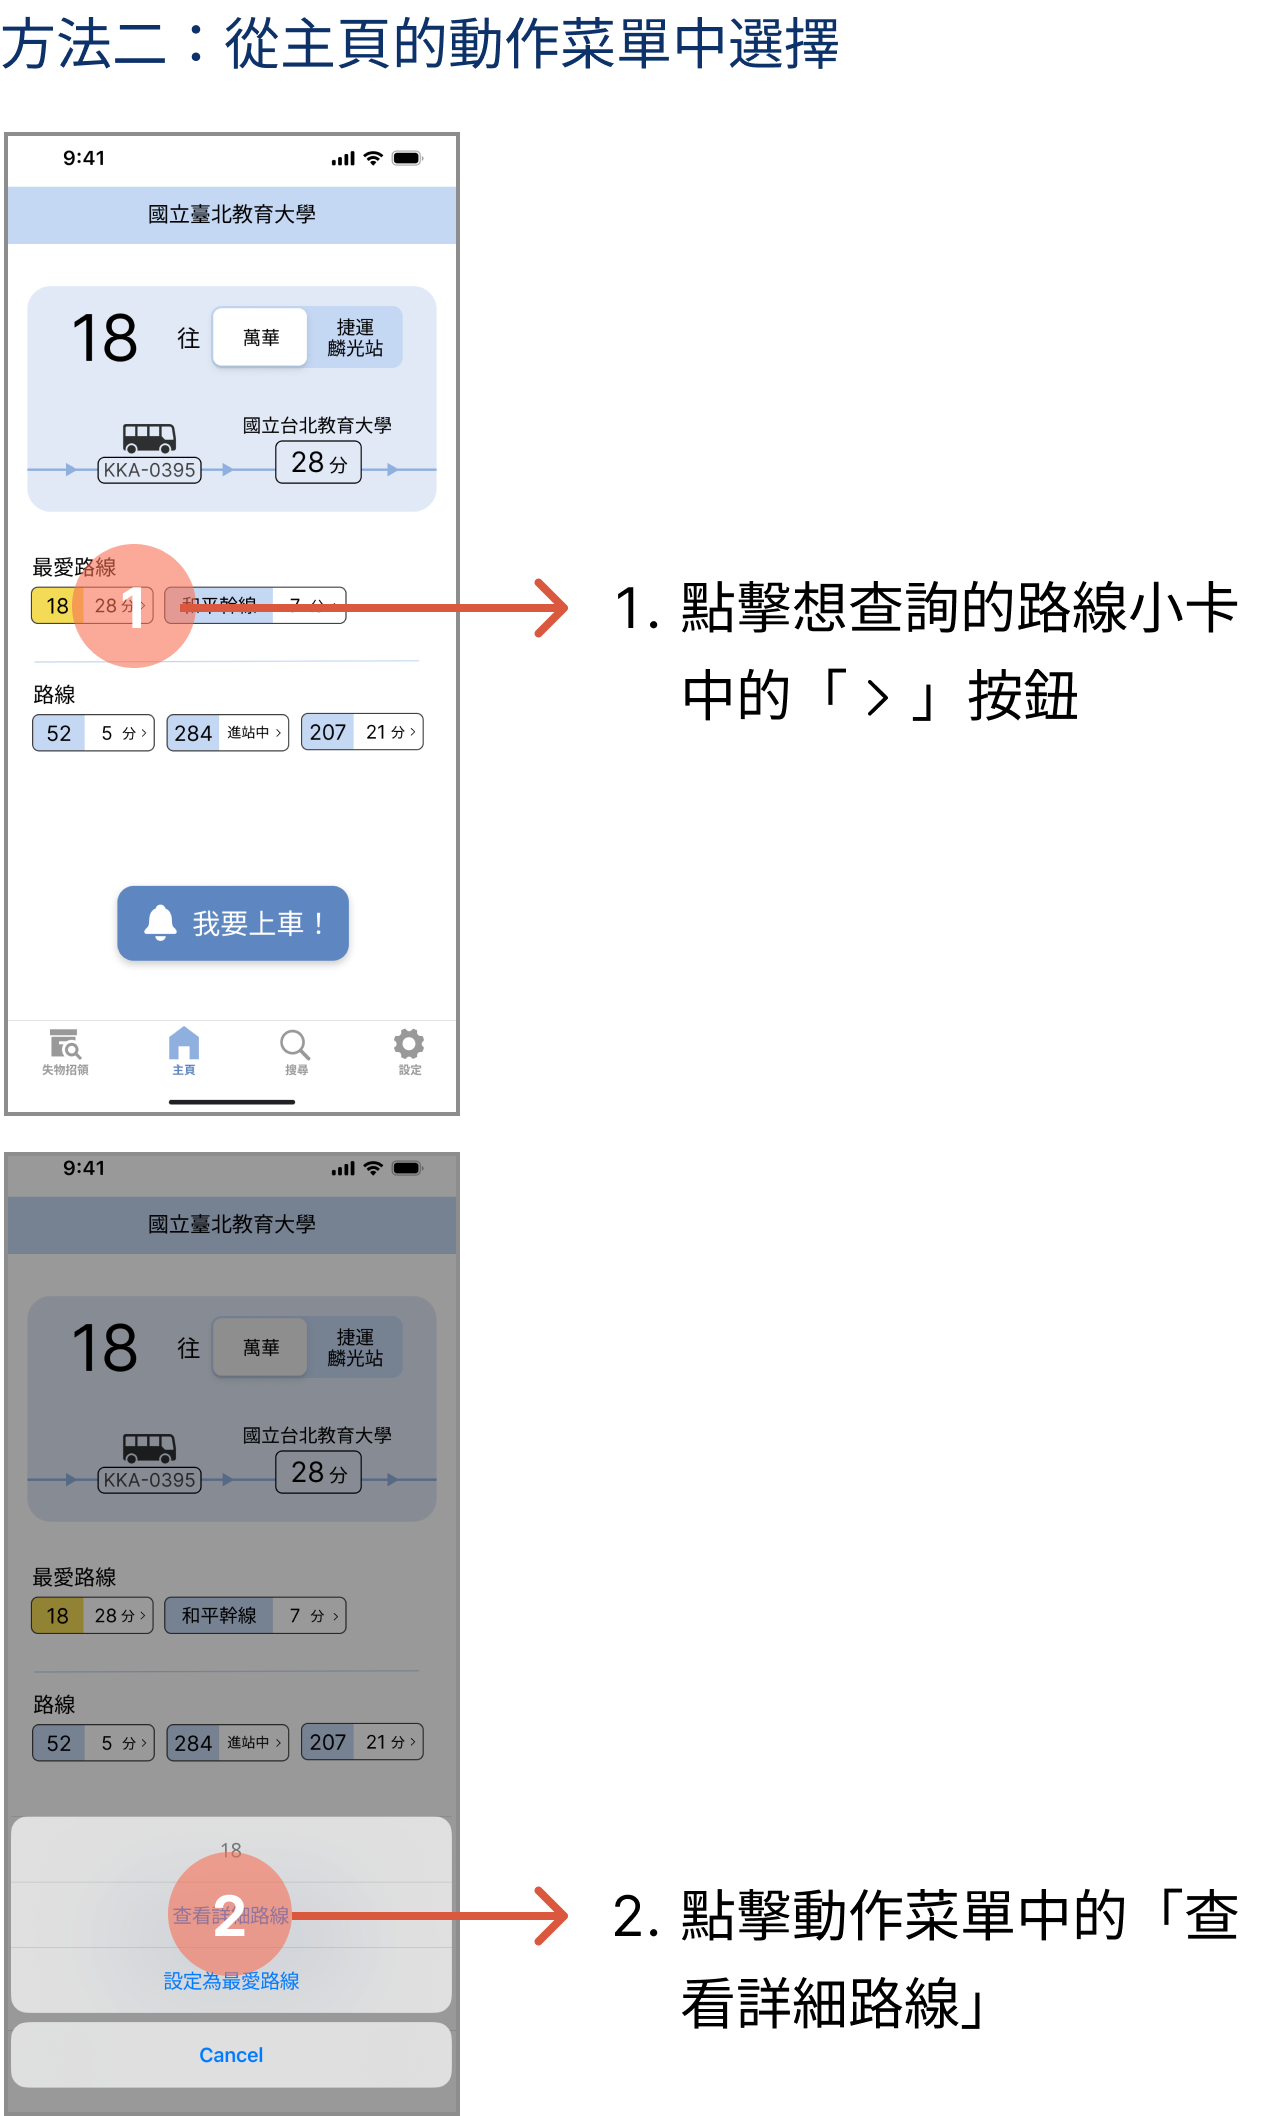 方法二：從主頁的動作菜單中選擇
9:41
國立臺北教育大學
18 往 萬華 捷運
麟光站
國立台北教育大學
KKA-0395 28 分
最愛路線
18 28 分 > 和平幹線 7 分
1
1. 點擊想查詢的路線小卡
中的「 > 」按鈕
路線
52 5 分 > 284 進站中 > 207 21 分 >
我要上車！
失物招領 主頁 搜尋 設定
9:41
國立臺北教育大學
18 往 萬華 捷運
麟光站
國立台北教育大學
KKA-0395 28 分
最愛路線
18 28 分 > 和平幹線 7 分 >
路線
52 5 分 > 284 進站中 > 207 21 分 >
18
查看詳細路線
2
2. 點擊動作菜單中的「查
看詳細路線」
設定為最愛路線
Cancel